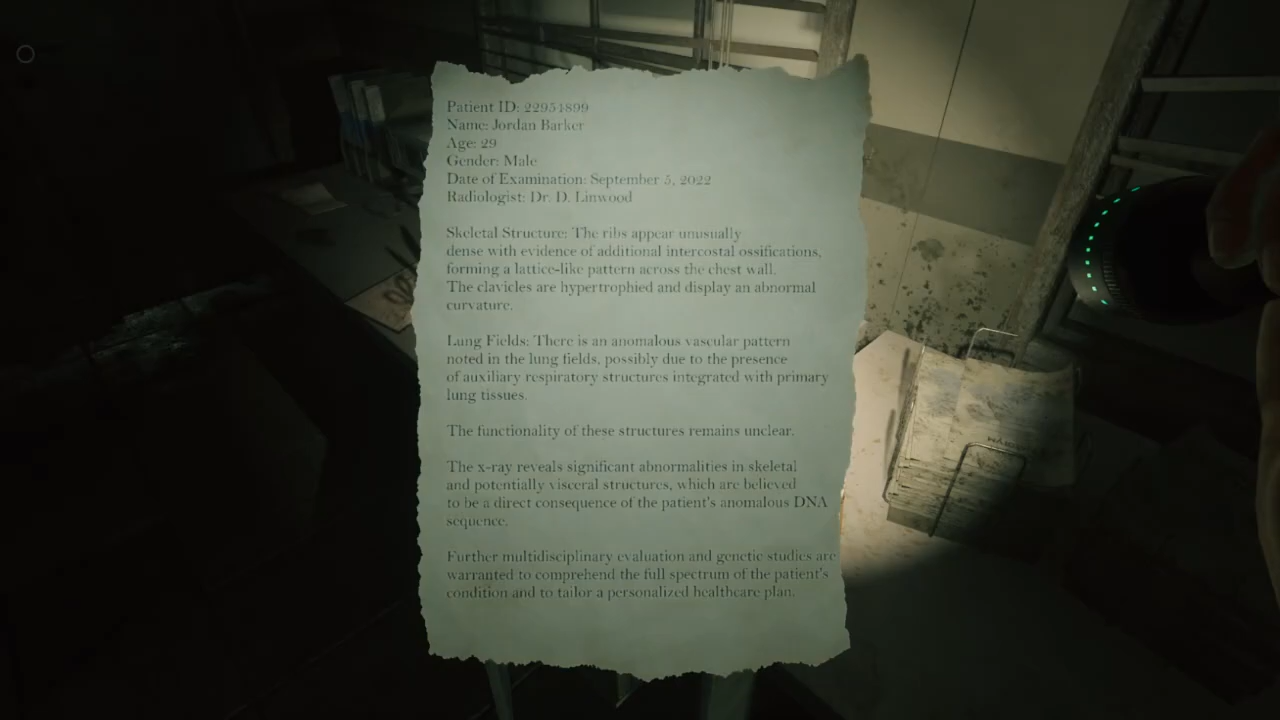 Patient ID: 22951899
Name: Jordan Barker
Age: 29
Gender: Male
Date of Examination: September 5, 2022
Radiologist: Dr. D. Linwood
Skeletal Structure: The ribs appear unusually
dense with evidence of additional intercostal ossifications,
forming a lattice-like pattern across the chest wall.
The clavicles are hypertrophied and display an abnormal
curvature.
Lung Fields: There is an anomalous vascular pattern
noted in the lung fields, possibly due to the presence
of auxiliary respiratory structures integrated with primary
lung tissues.
The functionality of these structures remains unclear.
The x-ray reveals significant abnormalities in skeletal
and potentially visceral structures, which are believed
to be a direct consequence of the patient's anomalous DNA
sequence.
Further multidisciplinary evaluation and genetic studies are
warranted to comprehend the full spectrum of the patient's
condition and to tailor a personalized healthcare plan.